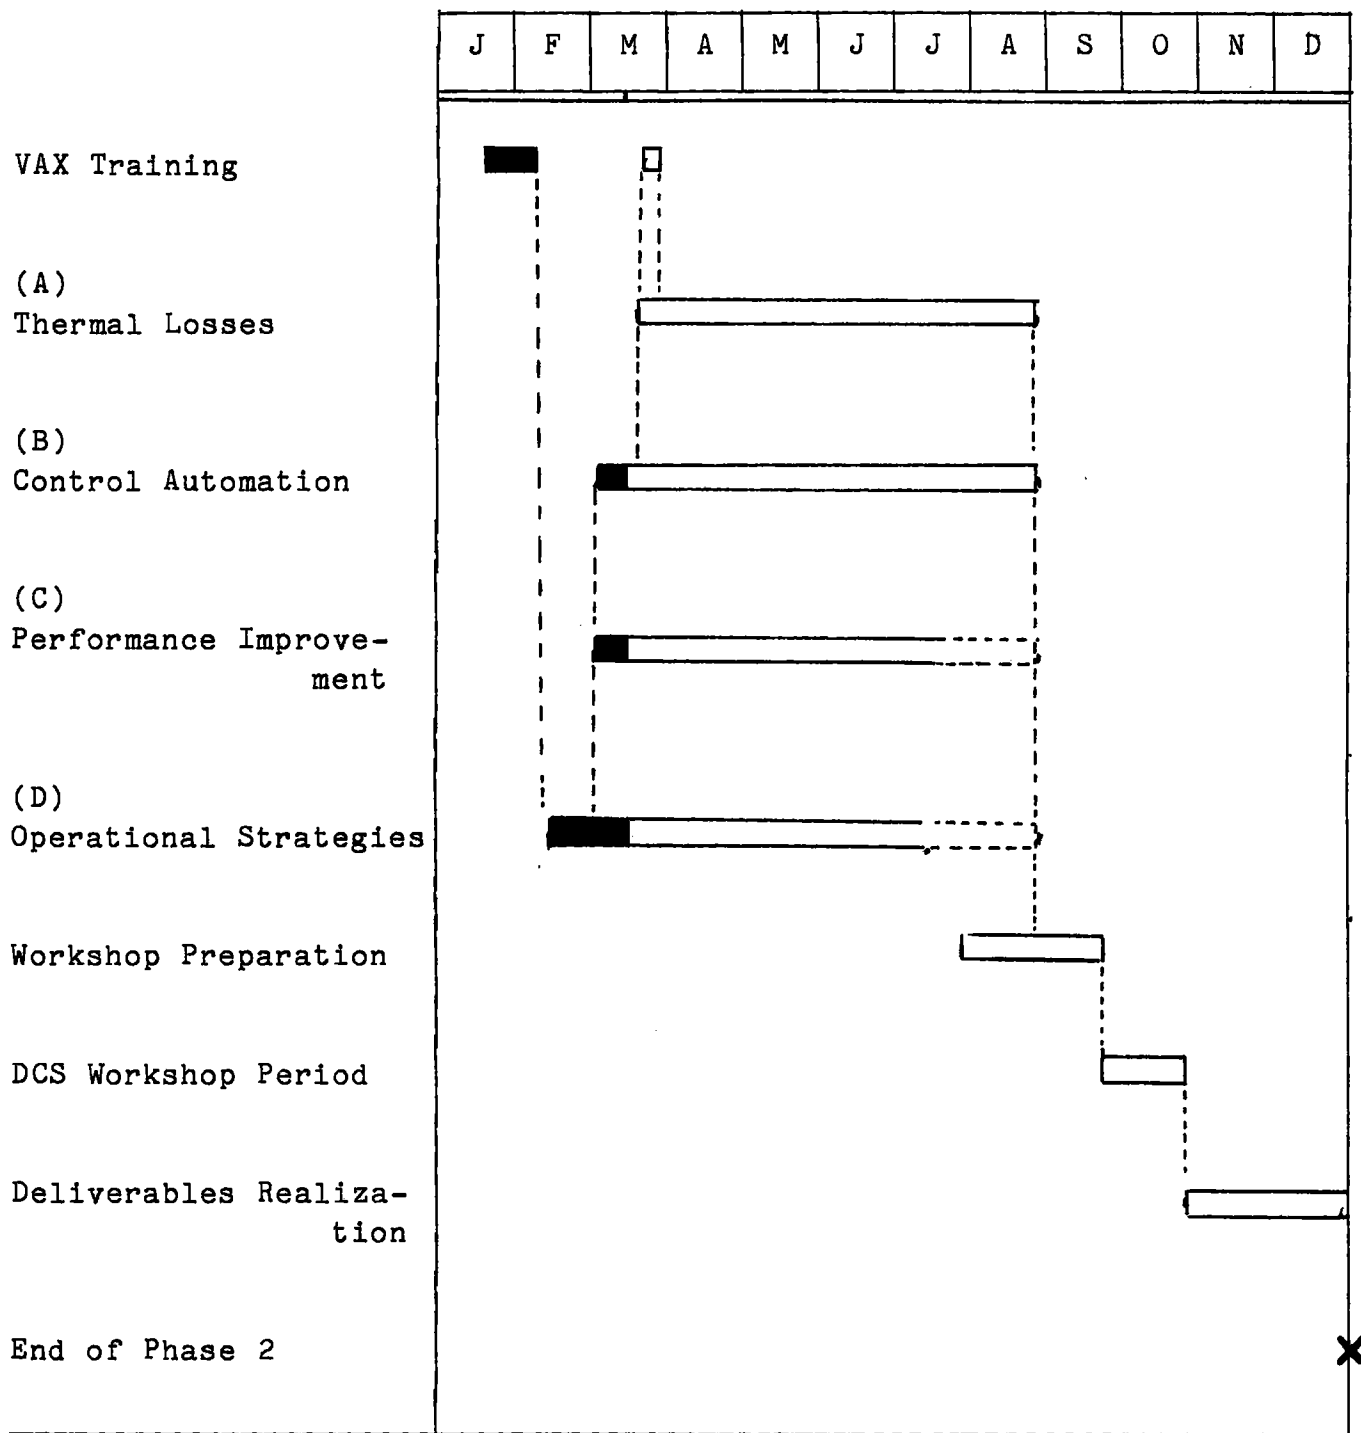 J F M A M J J A S O N D
VAX Training
(A)
Thermal Losses
(B)
Control Automation
(C)
Performance Improve-
ment
(D)
Operational Strategies
Workshop Preparation
DCS Workshop Period
Deliverables Realiza-
tion
End of Phase 2